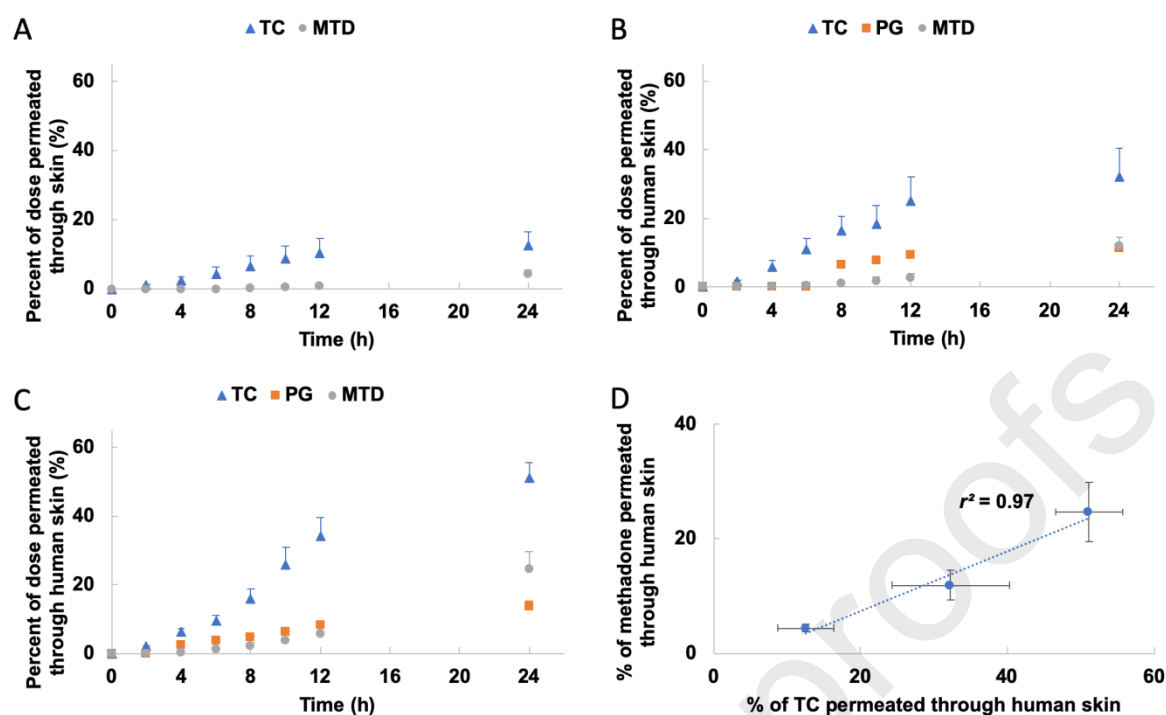 A
TC MTD
Percent of dose permeated
through skin (%)
60
40
20
0
0 4 8 12 16 20 24
Time (h)
B
TC PG MTD
Percent of dose permeated
through human skin (%)
60
40
20
0
0 4 8 12 16 20 24
Time (h)
C
TC PG MTD
Percent of dose permeated
through human skin (%)
60
40
20
0
0 4 8 12 16 20 24
Time (h)
D
% of methadone permeated
through human skin
40
20
0
r² = 0.97
0 20 40 60
% of TC permeated through human skin
proofs